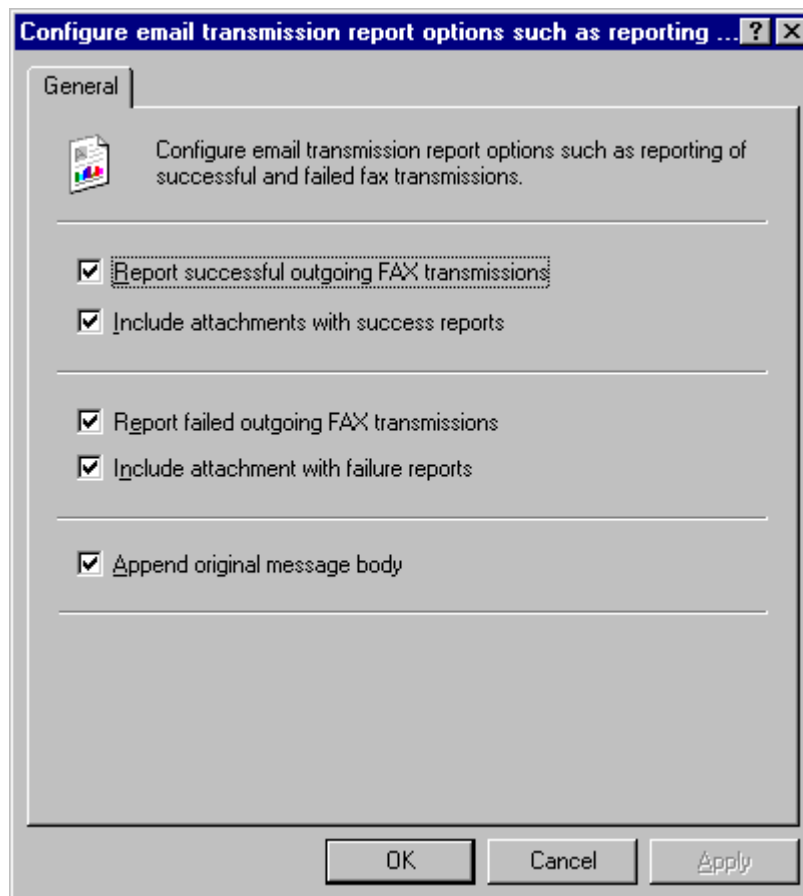 Configure email transmission report options such as reporting ...
General
Configure email transmission report options such as reporting of
successful and failed fax transmissions.
Report successful outgoing FAX transmissions
Include attachments with success reports
Report failed outgoing FAX transmissions
Include attachment with failure reports
Append original message body
OK Cancel Apply